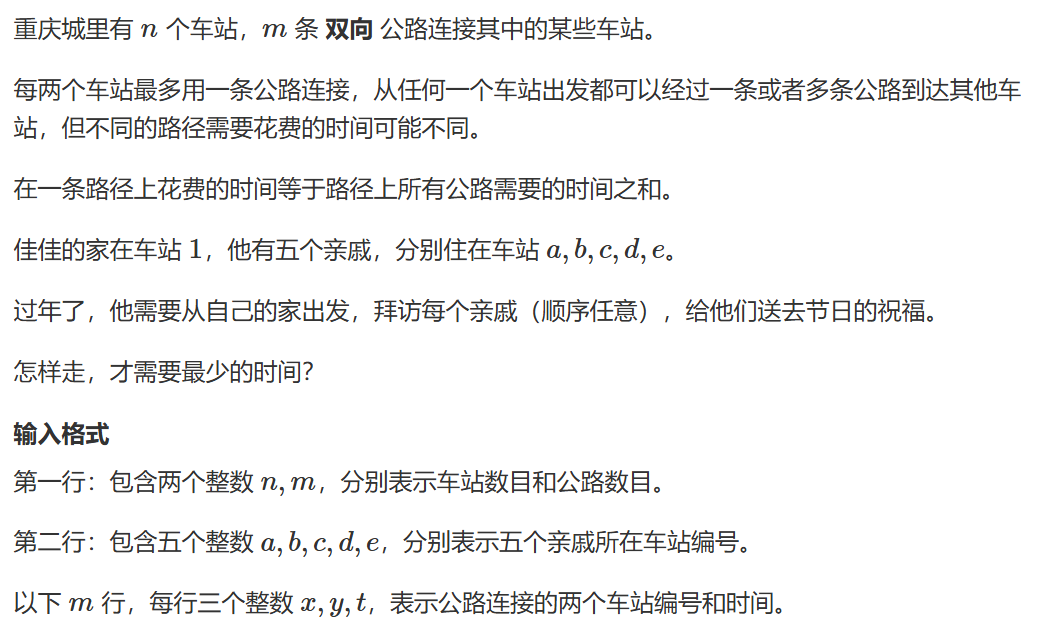 重庆城里有 n 个车站，m 条 双向 公路连接其中的某些车站。
每两个车站最多用一条公路连接，从任何一个车站出发都可以经过一条或者多条公路到达其他车
站，但不同的路径需要花费的时间可能不同。
在一条路径上花费的时间等于路径上所有公路需要的时间之和。
佳佳的家在车站 1，他有五个亲戚，分别住在车站 a, b, c, d, e。
过年了，他需要从自己的家出发，拜访每个亲戚（顺序任意），给他们送去节日的祝福。
怎样走，才需要最少的时间？
输入格式
第一行：包含两个整数 n, m，分别表示车站数目和公路数目。
第二行：包含五个整数 a, b, c, d, e，分别表示五个亲戚所在车站编号。
以下 m 行，每行三个整数 x, y, t，表示公路连接的两个车站编号和时间。